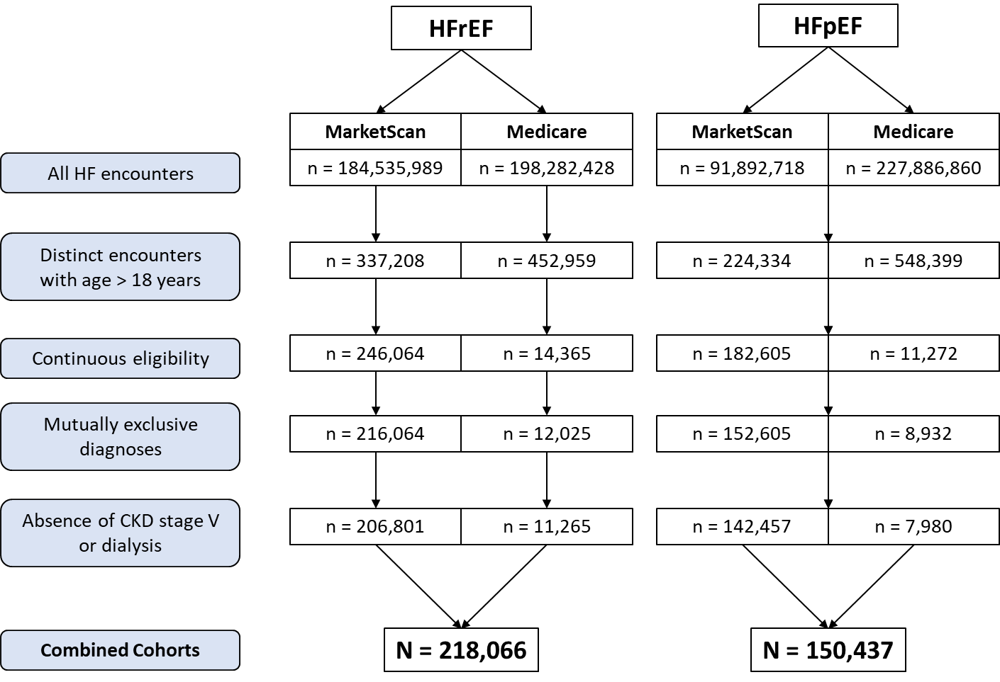 HFrEF
HFpEF
MarketScan
Medicare
MarketScan
Medicare
All HF encounters
n = 184,535,989
n = 198,282,428
n = 91,892,718
n = 227,886,860
Distinct encounters
with age > 18 years
n = 337,208
n = 452,959
n = 224,334
n = 548,399
Continuous eligibility
n = 246,064
n = 14,365
n = 182,605
n = 11,272
Mutually exclusive
diagnoses
n = 216,064
n = 12,025
n = 152,605
n = 8,932
Absence of CKD stage V
or dialysis
n = 206,801
n = 11,265
n = 142,457
n = 7,980
Combined Cohorts
N = 218,066
N = 150,437